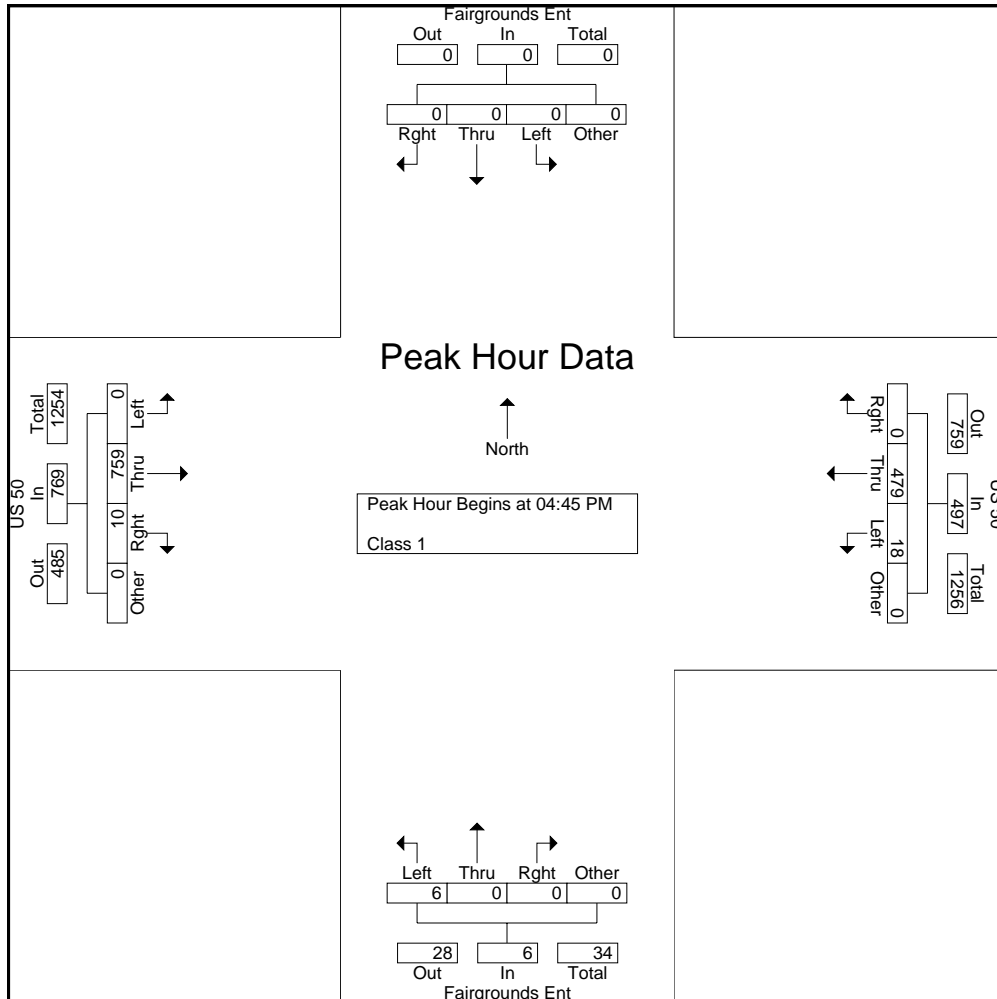 Fairgrounds Ent
Out In Total
0 0 0
0 0 0 0
Rght Thru Left Other
Peak Hour Data
North
Peak Hour Begins at 04:45 PM
Class 1
US 50
Total In Out
1254 769 485
0 759 10 0
Left Thru Rght Other
Rght Thru Left Other
0 479 18 0
759 497 1256
Out In Total
US 50
Left Thru Rght Other
6 0 0 0
28 6 34
Out In Total
Fairgrounds Ent